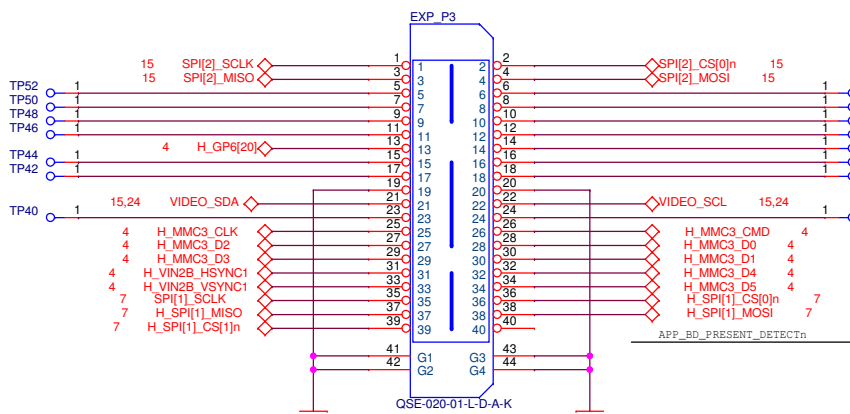 EXP_P3
15 SPI[2]_SCLK 1 1 2 2 SPI[2]_CS[0]n 15
15 SPI[2]_MISO 3 3 4 4 SPI[2]_MOSI 15
TP52 1 5 5 6 6 1
TP50 1 7 7 8 8 1
TP48 1 9 9 10 10 1
TP46 1 11 11 12 12 1
4 H_GP6[20] 13 13 14 14 1
TP44 1 15 15 16 16 1
TP42 1 17 17 18 18 1
19 19 20 20
15,24 VIDEO_SDA 21 21 22 22 VIDEO_SCL 15,24
TP40 1 23 23 24 24 1
4 H_MMC3_CLK 25 25 26 26 H_MMC3_CMD 4
4 H_MMC3_D2 27 27 28 28 H_MMC3_D0 4
4 H_MMC3_D3 29 29 30 30 H_MMC3_D1 4
4 H_VIN2B_HSYNC1 31 31 32 32 H_MMC3_D4 4
4 H_VIN2B_VSYNC1 33 33 34 34 H_MMC3_D5 4
7 SPI[1]_SCLK 35 35 36 36 H_SPI[1]_CS[0]n 7
7 H_SPI[1]_MISO 37 37 38 38 H_SPI[1]_MOSI 7
7 H_SPI[1]_CS[1]n 39 39 40 40
APP_BD_PRESENT_DETECTn
41 G1 G3 43
42 G2 G4 44
QSE-020-01-L-D-A-K